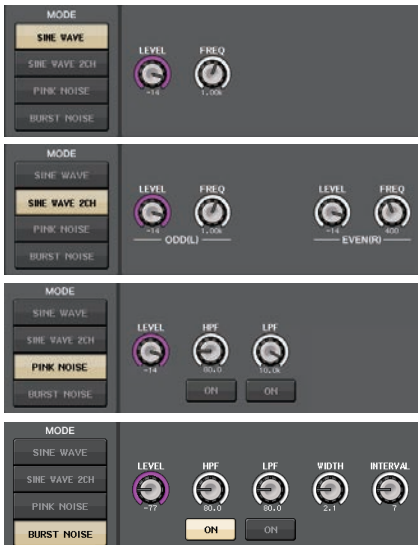 MODE
SINE WAVE
SINE WAVE 2CH
PINK NOISE
BURST NOISE
LEVEL FREQ
-14 1.00k
MODE
SINE WAVE
SINE WAVE 2CH
PINK NOISE
BURST NOISE
LEVEL FREQ LEVEL FREQ
-14 1.00k -14 400
ODD(L) EVEN(R)
MODE
SINE WAVE
SINE WAVE 2CH
PINK NOISE
BURST NOISE
LEVEL HPF LPF
-14 80.0 10.0k
ON ON
MODE
SINE WAVE
SINE WAVE 2CH
PINK NOISE
BURST NOISE
LEVEL HPF LPF WIDTH INTERVAL
-77 80.0 80.0 2.1 7
ON ON